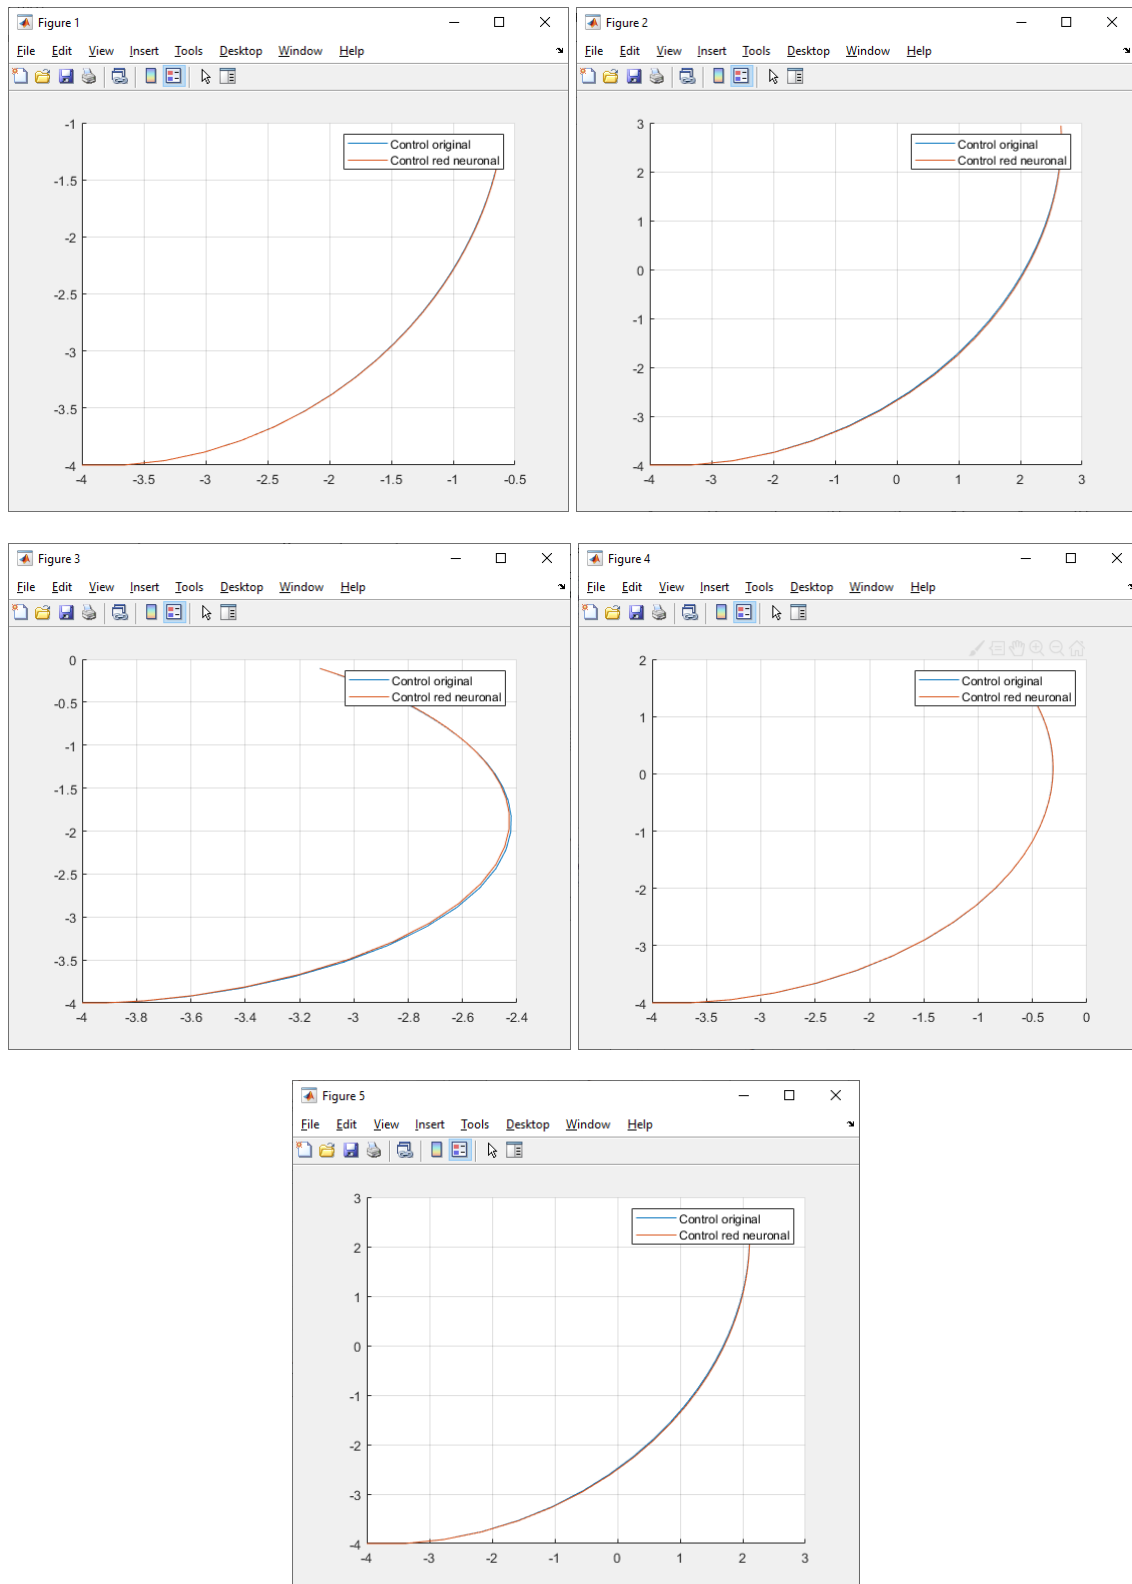 Figure 1
File Edit View Insert Tools Desktop Window Help
-1
-1.5
-2
-2.5
-3
-3.5
-4
-4 -3.5 -3 -2.5 -2 -1.5 -1 -0.5
Control original
Control red neuronal
Figure 2
File Edit View Insert Tools Desktop Window Help
3
2
1
0
-1
-2
-3
-4
-4 -3 -2 -1 0 1 2 3
Control original
Control red neuronal
Figure 3
File Edit View Insert Tools Desktop Window Help
0
-0.5
-1
-1.5
-2
-2.5
-3
-3.5
-4
-4 -3.8 -3.6 -3.4 -3.2 -3 -2.8 -2.6 -2.4
Control original
Control red neuronal
Figure 4
File Edit View Insert Tools Desktop Window Help
2
1
0
-1
-2
-3
-4
-4 -3.5 -3 -2.5 -2 -1.5 -1 -0.5 0
Control original
Control red neuronal
Figure 5
File Edit View Insert Tools Desktop Window Help
3
2
1
0
-1
-2
-3
-4
-4 -3 -2 -1 0 1 2 3
Control original
Control red neuronal